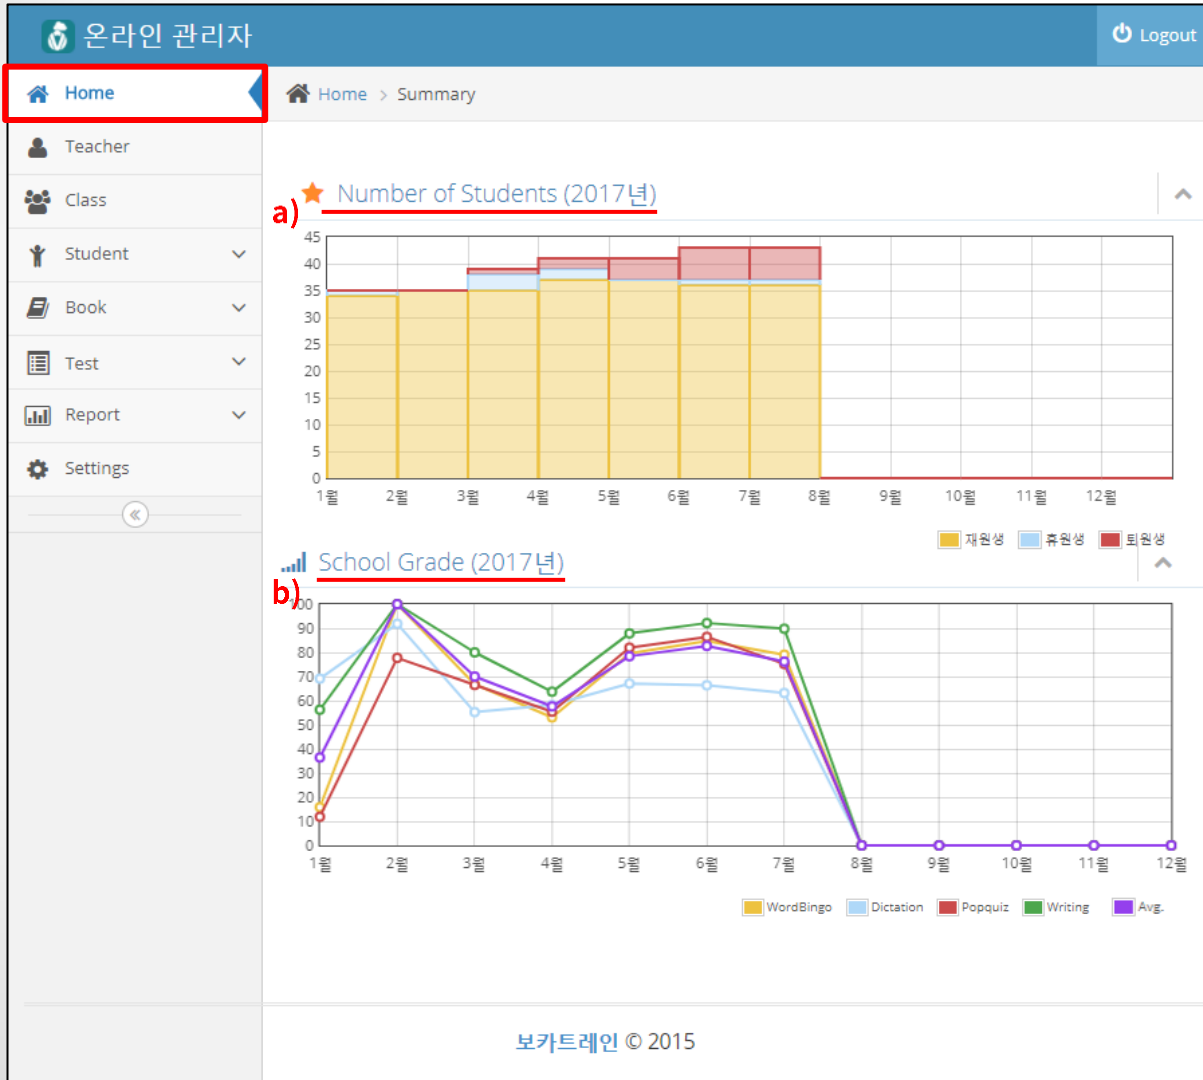 온라인 관리자
Logout
Home
Home > Summary
Teacher
Class
Student
Book
Test
Report
Settings
a) Number of Students (2017년)
45
40
35
30
25
20
15
10
5
0
1월 2월 3월 4월 5월 6월 7월 8월 9월 10월 11월 12월
재원생 휴원생 퇴원생
b) School Grade (2017년)
100
90
80
70
60
50
40
30
20
10
0
1월 2월 3월 4월 5월 6월 7월 8월 9월 10월 11월 12월
WordBingo Dictation Popquiz Writing Avg.
보카트레인 © 2015